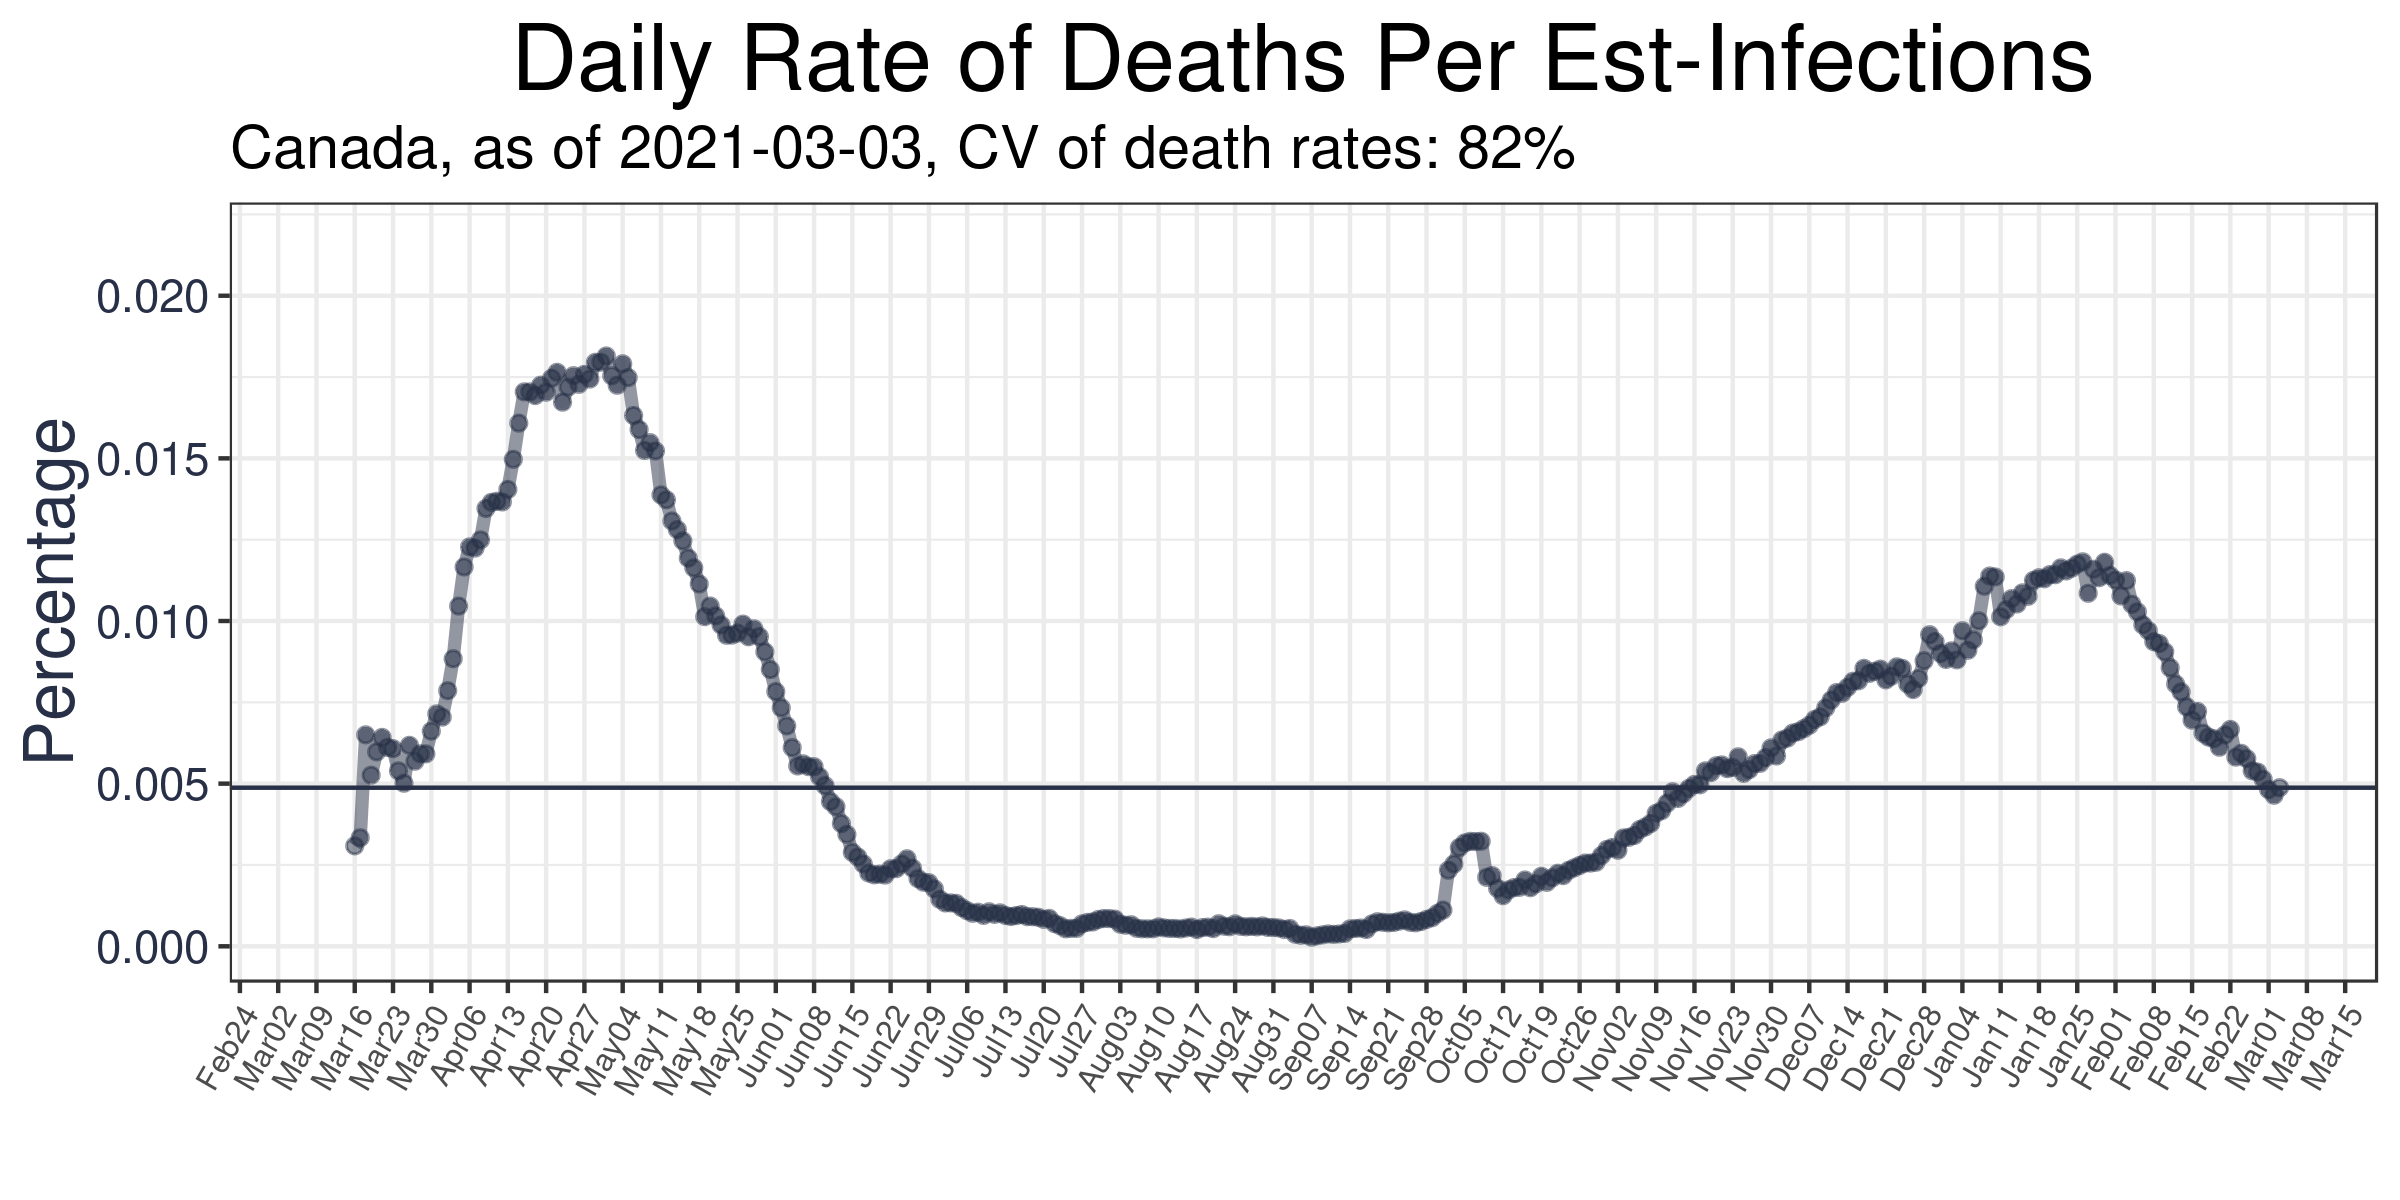 Daily Rate of Deaths Per Est-Infections
Canada, as of 2021-03-03, CV of death rates: 82%
Percentage
0.020
0.015
0.010
0.005
0.000
Feb24
Mar02
Mar09
Mar16
Mar23
Mar30
Apr06
Apr13
Apr20
Apr27
May04
May11
May18
May25
Jun01
Jun08
Jun15
Jun22
Jun29
Jul06
Jul13
Jul20
Jul27
Aug03
Aug10
Aug17
Aug24
Aug31
Sep07
Sep14
Sep21
Sep28
Oct05
Oct12
Oct19
Oct26
Nov02
Nov09
Nov16
Nov23
Nov30
Dec07
Dec14
Dec21
Dec28
Jan04
Jan11
Jan18
Jan25
Feb01
Feb08
Feb15
Feb22
Mar01
Mar08
Mar15